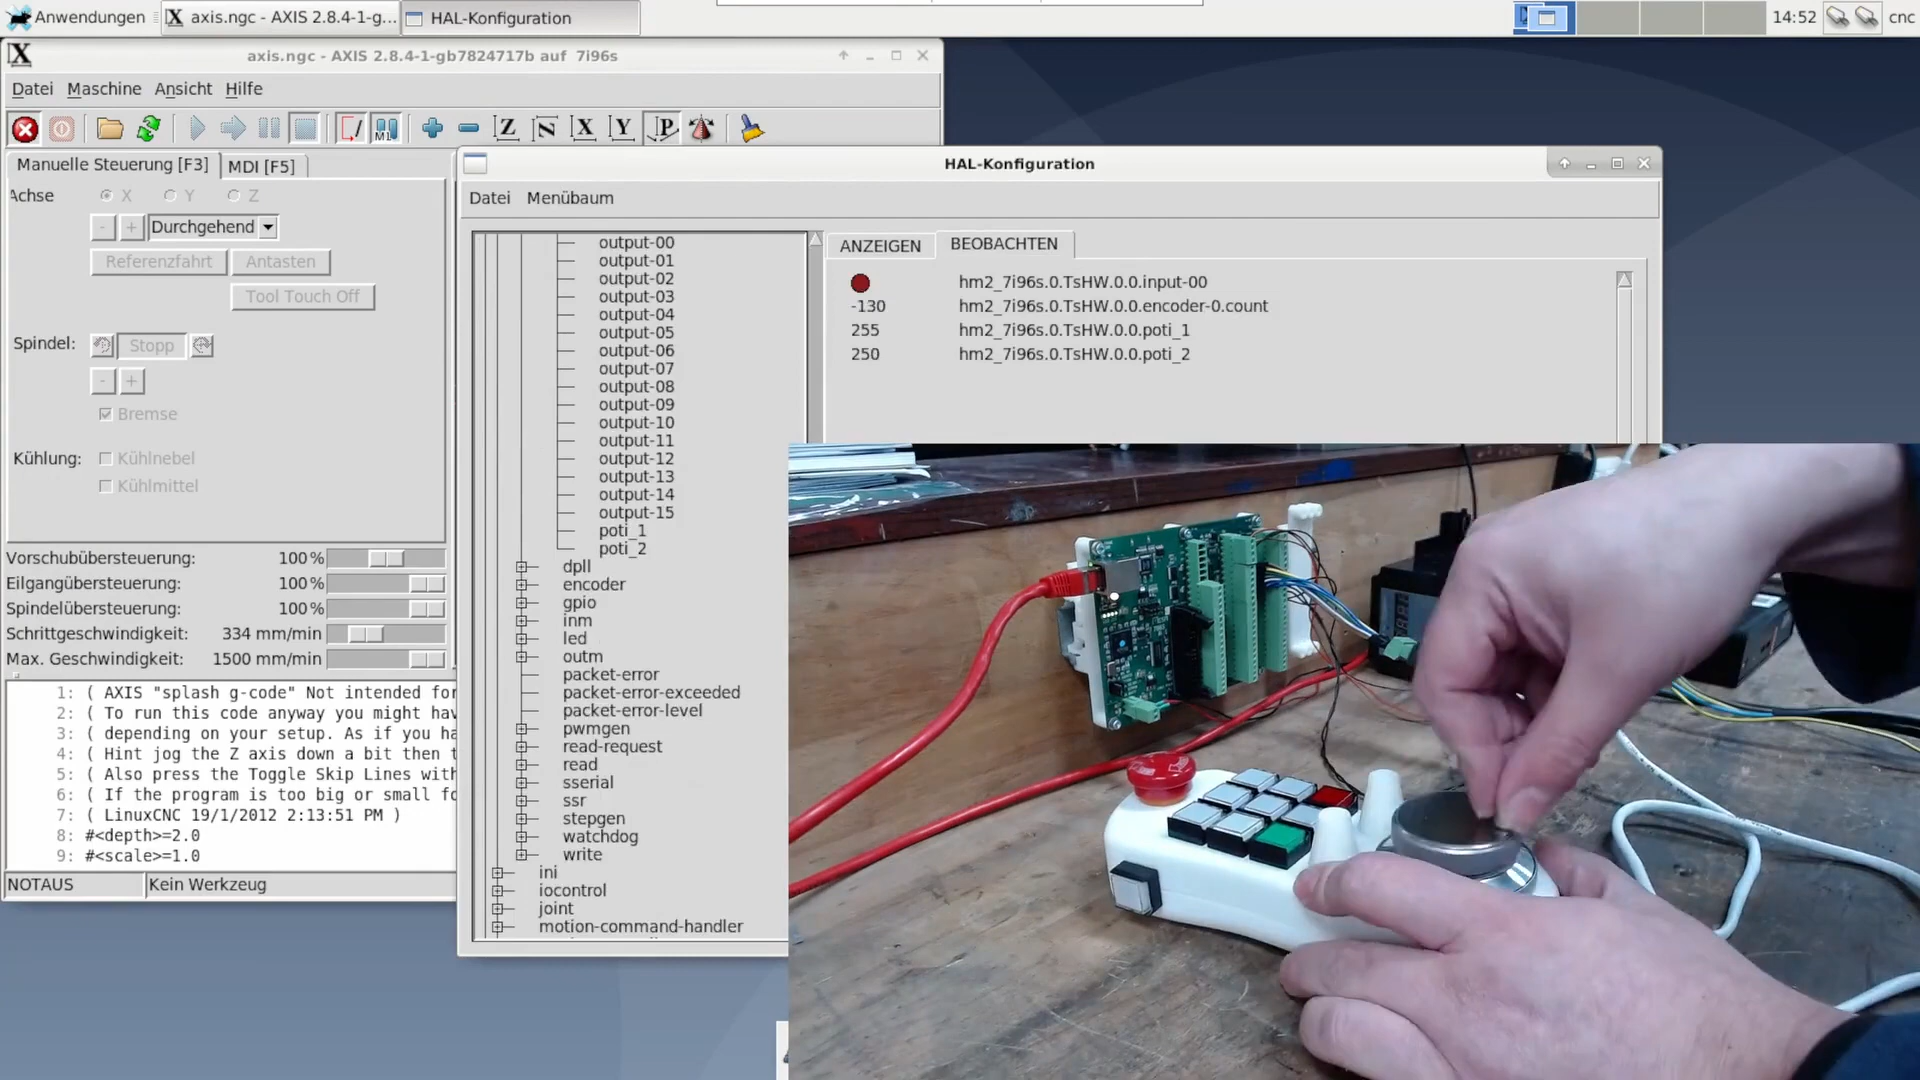 Anwendungen
axis.ngc - AXIS 2.8.4-1-g...
HAL-Konfiguration
14:52
cnc
axis.ngc - AXIS 2.8.4-1-gb7824717b auf 7i96s
Datei Maschine Ansicht Hilfe
Manuelle Steuerung [F3]
MDI [F5]
Achse
X
Y
Z
-
+
Durchgehend
Referenzfahrt
Antasten
Tool Touch Off
Spindel:
Stopp
-
+
Bremse
Kühlung:
Kühlnebel
Kühlmittel
Vorschubübersteuerung: 100 %
Eilgangübersteuerung: 100 %
Spindelübersteuerung: 100 %
Schrittgeschwindigkeit: 334 mm/min
Max. Geschwindigkeit: 1500 mm/min
1: ( AXIS "splash g-code" Not intended for
2: ( To run this code anyway you might hav
3: ( depending on your setup. As if you ha
4: ( Hint jog the Z axis down a bit then t
5: ( Also press the Toggle Skip Lines with
6: ( If the program is too big or small fo
7: ( LinuxCNC 19/1/2012 2:13:51 PM )
8: #<depth>=2.0
9: #<scale>=1.0
NOTAUS
Kein Werkzeug
HAL-Konfiguration
Datei Menübaum
output-00
output-01
output-02
output-03
output-04
output-05
output-06
output-07
output-08
output-09
output-10
output-11
output-12
output-13
output-14
output-15
poti_1
poti_2
dpll
encoder
gpio
inm
led
outm
packet-error
packet-error-exceeded
packet-error-level
pwmgen
read-request
read
sserial
ssr
stepgen
watchdog
write
ini
iocontrol
joint
motion-command-handler
ANZEIGEN
BEOBACHTEN
hm2_7i96s.0.TsHW.0.0.input-00
-130 hm2_7i96s.0.TsHW.0.0.encoder-0.count
255 hm2_7i96s.0.TsHW.0.0.poti_1
250 hm2_7i96s.0.TsHW.0.0.poti_2